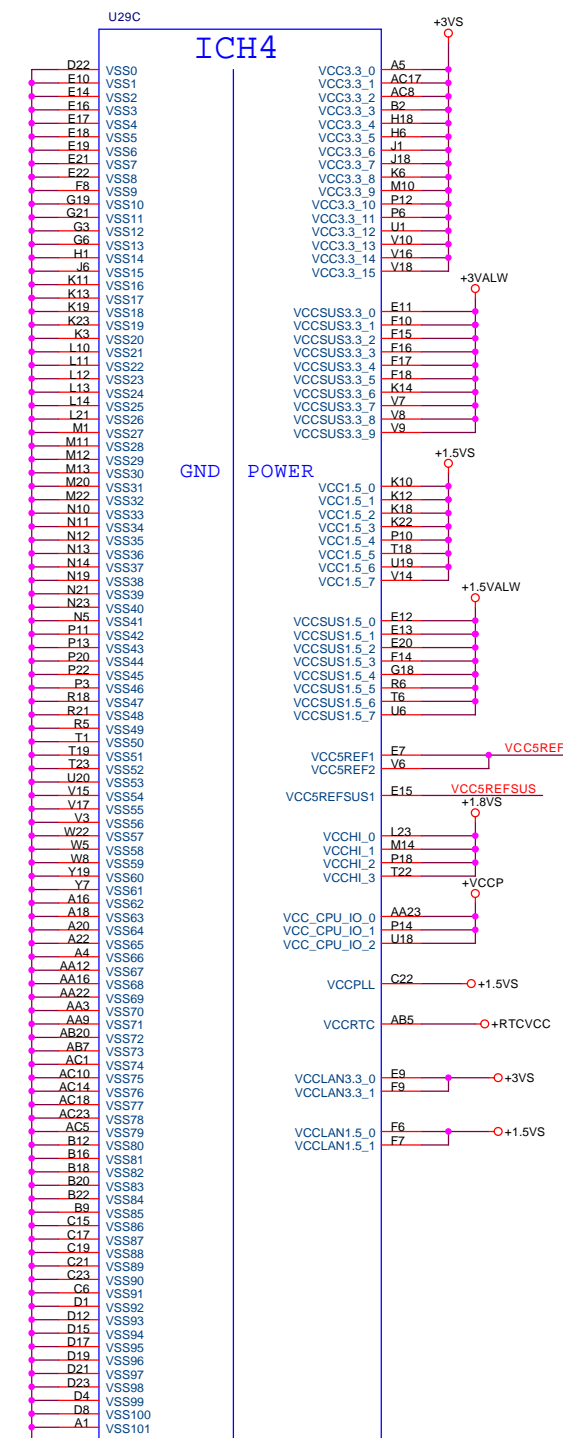 U29C
ICH4
GND POWER
D22 VSS0
E10 VSS1
E14 VSS2
E16 VSS3
E17 VSS4
E18 VSS5
E19 VSS6
E21 VSS7
E22 VSS8
F8 VSS9
G19 VSS10
G21 VSS11
G3 VSS12
G6 VSS13
H1 VSS14
J6 VSS15
K11 VSS16
K13 VSS17
K19 VSS18
K23 VSS19
K3 VSS20
L10 VSS21
L11 VSS22
L12 VSS23
L13 VSS24
L14 VSS25
L21 VSS26
M1 VSS27
M11 VSS28
M12 VSS29
M13 VSS30
M20 VSS31
M22 VSS32
N10 VSS33
N11 VSS34
N12 VSS35
N13 VSS36
N14 VSS37
N19 VSS38
N21 VSS39
N23 VSS40
N5 VSS41
P11 VSS42
P13 VSS43
P20 VSS44
P22 VSS45
P3 VSS46
R18 VSS47
R21 VSS48
R5 VSS49
T1 VSS50
T19 VSS51
T23 VSS52
U20 VSS53
V15 VSS54
V17 VSS55
V3 VSS56
W22 VSS57
W5 VSS58
W8 VSS59
Y19 VSS60
Y7 VSS61
A16 VSS62
A18 VSS63
A20 VSS64
A22 VSS65
A4 VSS66
AA12 VSS67
AA16 VSS68
AA22 VSS69
AA3 VSS70
AA9 VSS71
AB20 VSS72
AB7 VSS73
AC1 VSS74
AC10 VSS75
AC14 VSS76
AC18 VSS77
AC23 VSS78
AC5 VSS79
B12 VSS80
B16 VSS81
B18 VSS82
B20 VSS83
B22 VSS84
B9 VSS85
C15 VSS86
C17 VSS87
C19 VSS88
C21 VSS89
C23 VSS90
C6 VSS91
D1 VSS92
D12 VSS93
D15 VSS94
D17 VSS95
D19 VSS96
D21 VSS97
D23 VSS98
D4 VSS99
D8 VSS100
A1 VSS101
+3VS
VCC3.3_0 A5
VCC3.3_1 AC17
VCC3.3_2 AC8
VCC3.3_3 B2
VCC3.3_4 H18
VCC3.3_5 H6
VCC3.3_6 J1
VCC3.3_7 J18
VCC3.3_8 K6
VCC3.3_9 M10
VCC3.3_10 P12
VCC3.3_11 P6
VCC3.3_12 U1
VCC3.3_13 V10
VCC3.3_14 V16
VCC3.3_15 V18
+3VALW
VCCSUS3.3_0 E11
VCCSUS3.3_1 F10
VCCSUS3.3_2 F15
VCCSUS3.3_3 F16
VCCSUS3.3_4 F17
VCCSUS3.3_5 F18
VCCSUS3.3_6 K14
VCCSUS3.3_7 V7
VCCSUS3.3_8 V8
VCCSUS3.3_9 V9
+1.5VS
VCC1.5_0 K10
VCC1.5_1 K12
VCC1.5_2 K18
VCC1.5_3 K22
VCC1.5_4 P10
VCC1.5_5 T18
VCC1.5_6 U19
VCC1.5_7 V14
+1.5VALW
VCCSUS1.5_0 E12
VCCSUS1.5_1 E13
VCCSUS1.5_2 E20
VCCSUS1.5_3 F14
VCCSUS1.5_4 G18
VCCSUS1.5_5 R6
VCCSUS1.5_6 T6
VCCSUS1.5_7 U6
VCC5REF1 E7 VCC5REF
VCC5REF2 V6
VCC5REFSUS1 E15 VCC5REFSUS
+1.8VS
VCCHI_0 L23
VCCHI_1 M14
VCCHI_2 P18
VCCHI_3 T22
+VCCP
VCC_CPU_IO_0 AA23
VCC_CPU_IO_1 P14
VCC_CPU_IO_2 U18
VCCPLL C22 +1.5VS
VCCRTC AB5 +RTCVCC
VCCLAN3.3_0 E9 +3VS
VCCLAN3.3_1 F9
VCCLAN1.5_0 F6 +1.5VS
VCCLAN1.5_1 F7